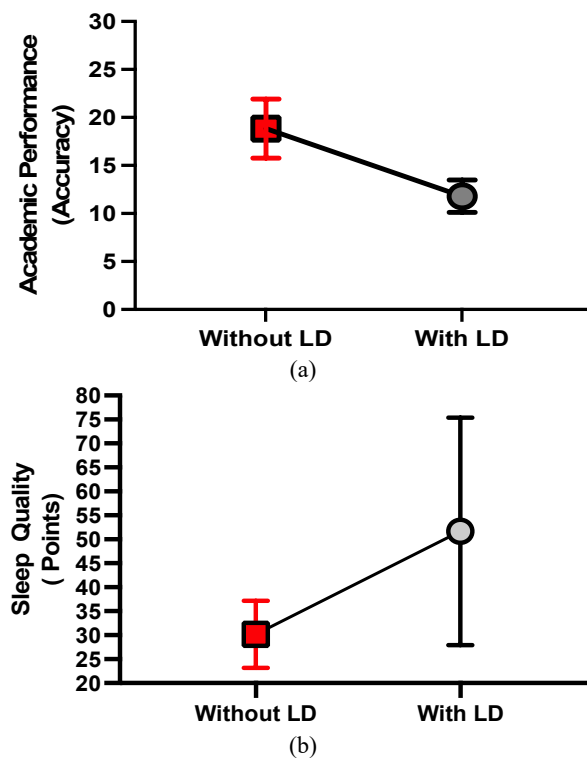 Academic Performance
(Accuracy)
30
25
20
15
10
5
0
Without LD
With LD
(a)
Sleep Quality
( Points)
80
75
70
65
60
55
50
45
40
35
30
25
20
Without LD
With LD
(b)